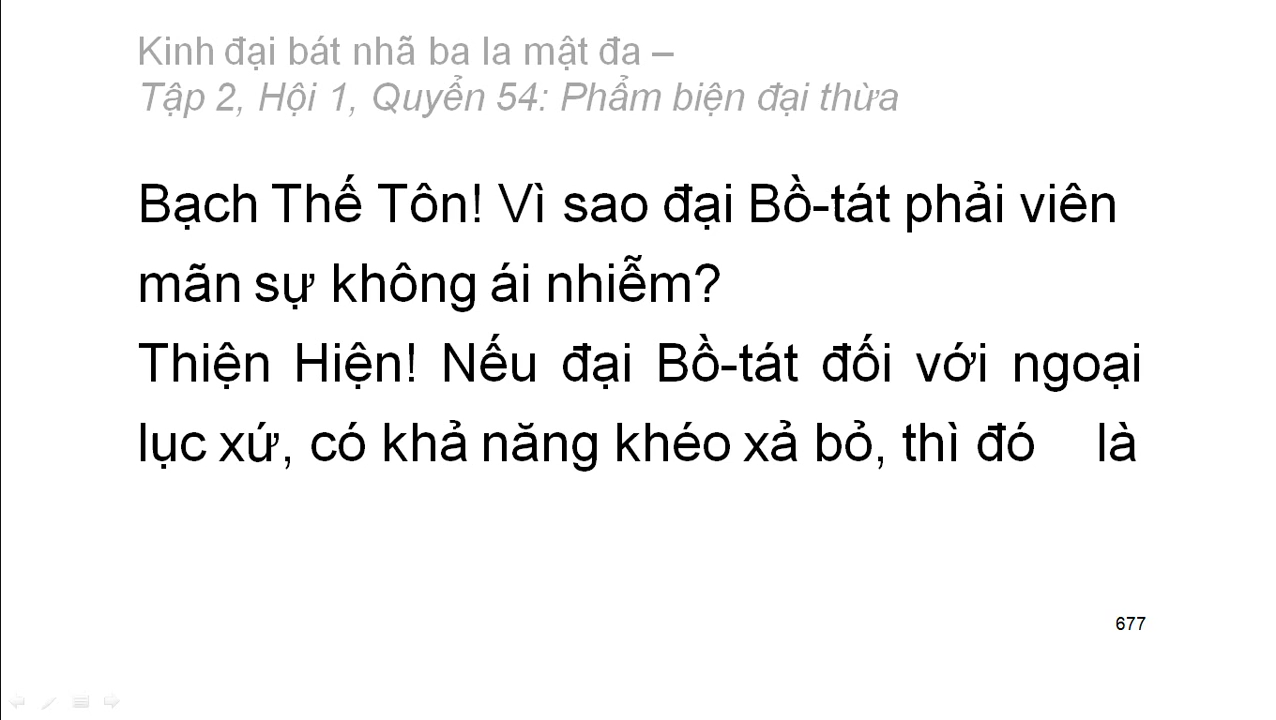 Kinh đại bát nhã ba la mật đa –
Tập 2, Hội 1, Quyển 54: Phẩm biện đại thừa
Bạch Thế Tôn! Vì sao đại Bồ-tát phải viên
mãn sự không ái nhiễm?
Thiện Hiện! Nếu đại Bồ-tát đối với ngoại
lục xứ, có khả năng khéo xả bỏ, thì đó là
677